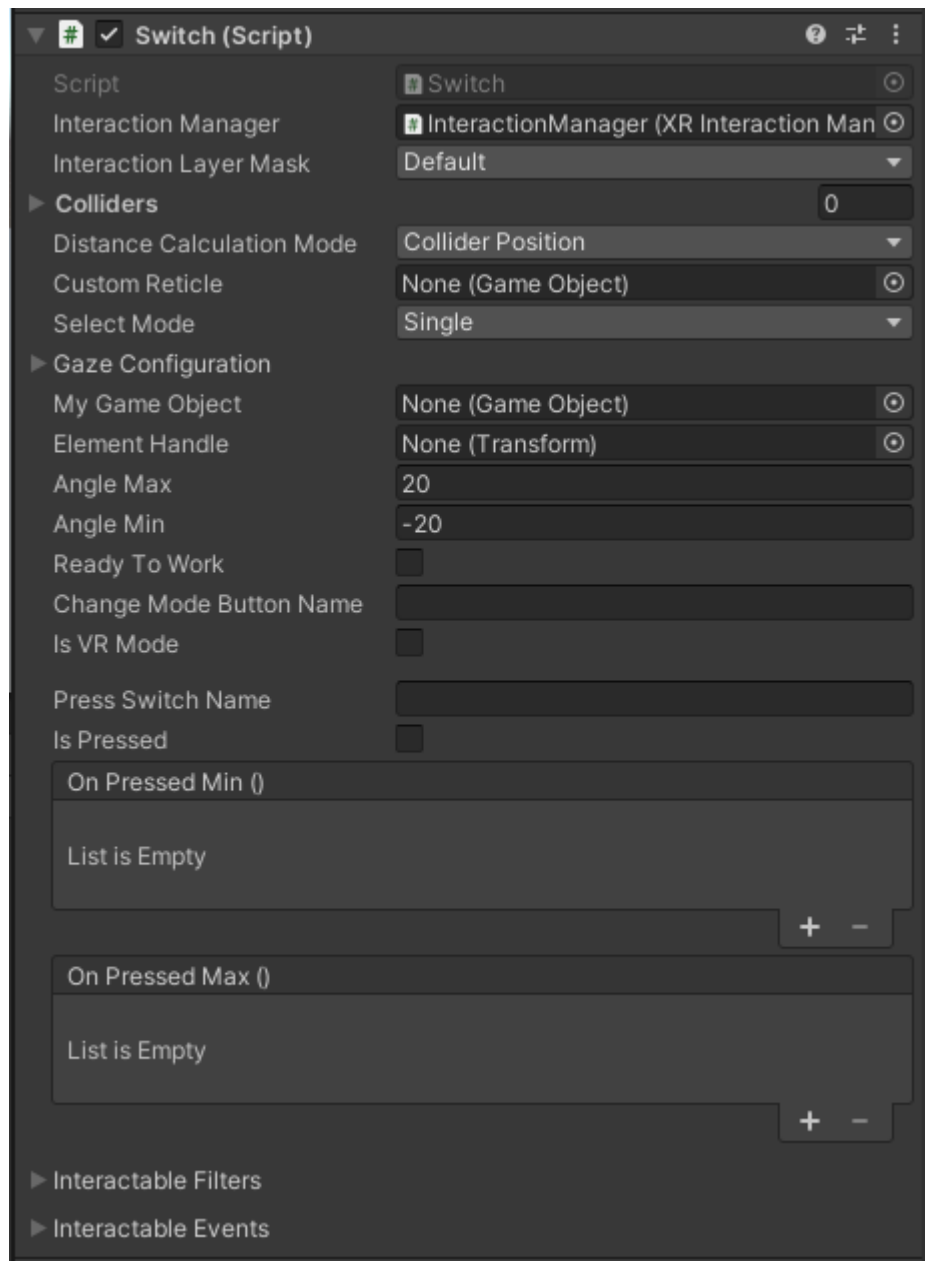 Switch (Script)
Script Switch
Interaction Manager InteractionManager (XR Interaction Man
Interaction Layer Mask Default
Colliders 0
Distance Calculation Mode Collider Position
Custom Reticle None (Game Object)
Select Mode Single
Gaze Configuration
My Game Object None (Game Object)
Element Handle None (Transform)
Angle Max 20
Angle Min -20
Ready To Work
Change Mode Button Name
Is VR Mode
Press Switch Name
Is Pressed
On Pressed Min ()
List is Empty
+ −
On Pressed Max ()
List is Empty
+ −
Interactable Filters
Interactable Events